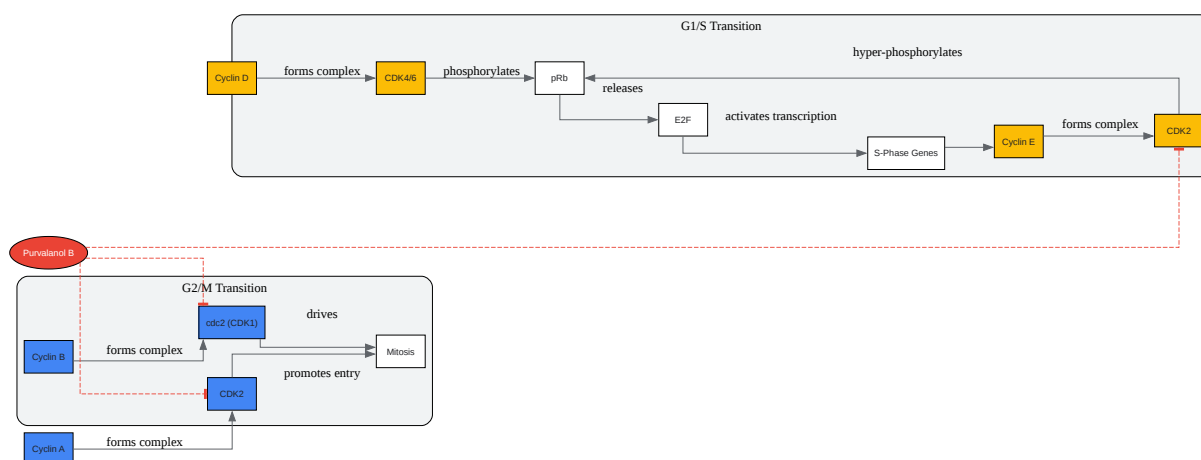 G1/S Transition
hyper-phosphorylates
Cyclin D
forms complex
CDK4/6
phosphorylates
pRb
releases
E2F
activates transcription
forms complex
CDK2
Cyclin E
S-Phase Genes
Purvalanol B
G2/M Transition
drives
cdc2 (CDK1)
Cyclin B
forms complex
Mitosis
promotes entry
CDK2
Cyclin A
forms complex